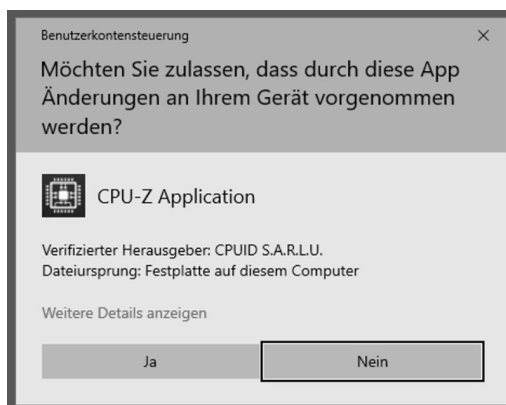 Benutzerkontensteuerung
Möchten Sie zulassen, dass durch diese App
Änderungen an Ihrem Gerät vorgenommen
werden?
CPU-Z Application
Verifizierter Herausgeber: CPUID S.A.R.L.U.
Dateiursprung: Festplatte auf diesem Computer
Weitere Details anzeigen
Ja Nein